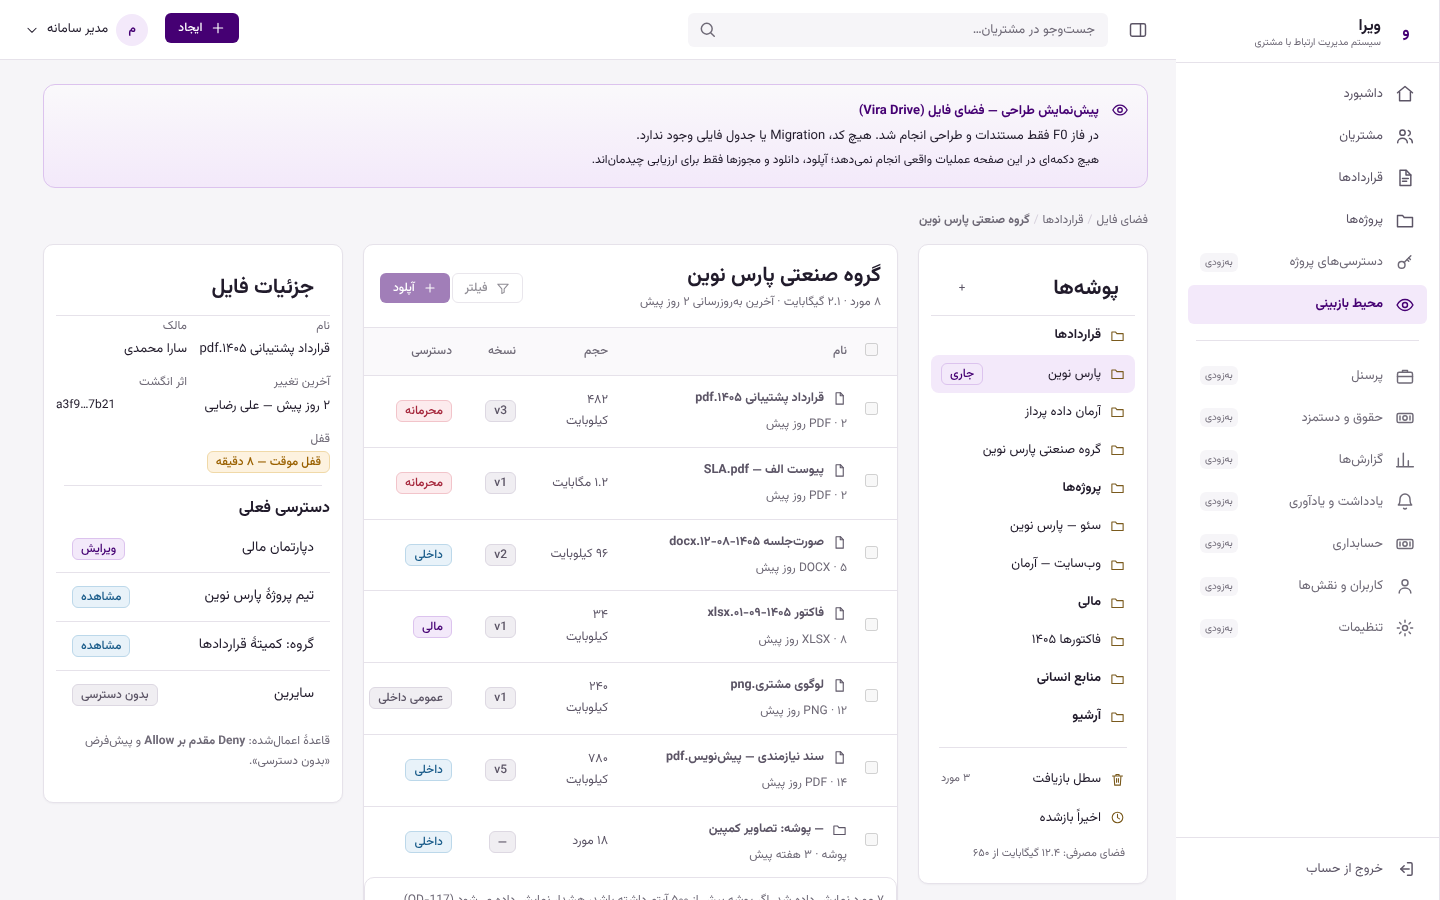 و
ویرا
سیستم مدیریت ارتباط با مشتری
جست‌وجو در مشتریان...
ایجاد
م
مدیر سامانه
داشبورد
مشتریان
قراردادها
پروژه‌ها
دسترسی‌های پروژه
به‌زودی
محیط بازبینی
پرسنل
به‌زودی
حقوق و دستمزد
به‌زودی
گزارش‌ها
به‌زودی
یادداشت و یادآوری
به‌زودی
حسابداری
به‌زودی
کاربران و نقش‌ها
به‌زودی
تنظیمات
به‌زودی
خروج از حساب
پیش‌نمایش طراحی — فضای فایل (Vira Drive)
در فاز F0 فقط مستندات و طراحی انجام شد. هیچ کد، Migration یا جدول فایلی وجود ندارد.
هیچ دکمه‌ای در این صفحه عملیات واقعی انجام نمی‌دهد؛ آپلود، دانلود و مجوزها فقط برای ارزیابی چیدمان‌اند.
فضای فایل / قراردادها / گروه صنعتی پارس نوین
پوشه‌ها
+
قراردادها
پارس نوین
جاری
آرمان داده پرداز
گروه صنعتی پارس نوین
پروژه‌ها
سئو — پارس نوین
وب‌سایت — آرمان
مالی
فاکتورها ۱۴۰۵
منابع انسانی
آرشیو
سطل بازیافت
۳ مورد
اخیراً بازشده
فضای مصرفی: ۱۲.۴ گیگابایت از ۶۵۰
گروه صنعتی پارس نوین
۸ مورد · ۲.۱ گیگابایت · آخرین به‌روزرسانی ۲ روز پیش
فیلتر
آپلود
نام
حجم
نسخه
دسترسی
قرارداد پشتیبانی ۱۴۰۵.pdf
PDF · ۲ روز پیش
۴۸۲
کیلوبایت
v3
محرمانه
پیوست الف — SLA.pdf
PDF · ۲ روز پیش
۱.۲ مگابایت
v1
محرمانه
صورت‌جلسه ۱۴۰۵-۰۸-۱۲.docx
DOCX · ۵ روز پیش
۹۶ کیلوبایت
v2
داخلی
فاکتور ۱۴۰۵-۰۹-۰۱.xlsx
XLSX · ۸ روز پیش
۳۴
کیلوبایت
v1
مالی
لوگوی مشتری.png
PNG · ۱۲ روز پیش
۲۴۰
کیلوبایت
v1
عمومی داخلی
سند نیازمندی — پیش‌نویس.pdf
PDF · ۱۴ روز پیش
۷۸۰
کیلوبایت
v5
داخلی
— پوشه: تصاویر کمپین
پوشه · ۳ هفته پیش
۱۸ مورد
—
داخلی
جزئیات فایل
نام
مالک
قرارداد پشتیبانی ۱۴۰۵.pdf
سارا محمدی
آخرین تغییر
اثر انگشت
۲ روز پیش — علی رضایی
a3f9…7b21
قفل
قفل موقت — ۸ دقیقه
دسترسی فعلی
دپارتمان مالی
ویرایش
تیم پروژهٔ پارس نوین
مشاهده
گروه: کمیتهٔ قراردادها
مشاهده
سایرین
بدون دسترسی
قاعدهٔ اعمال‌شده: Deny مقدم بر Allow و پیش‌فرض
«بدون دسترسی».